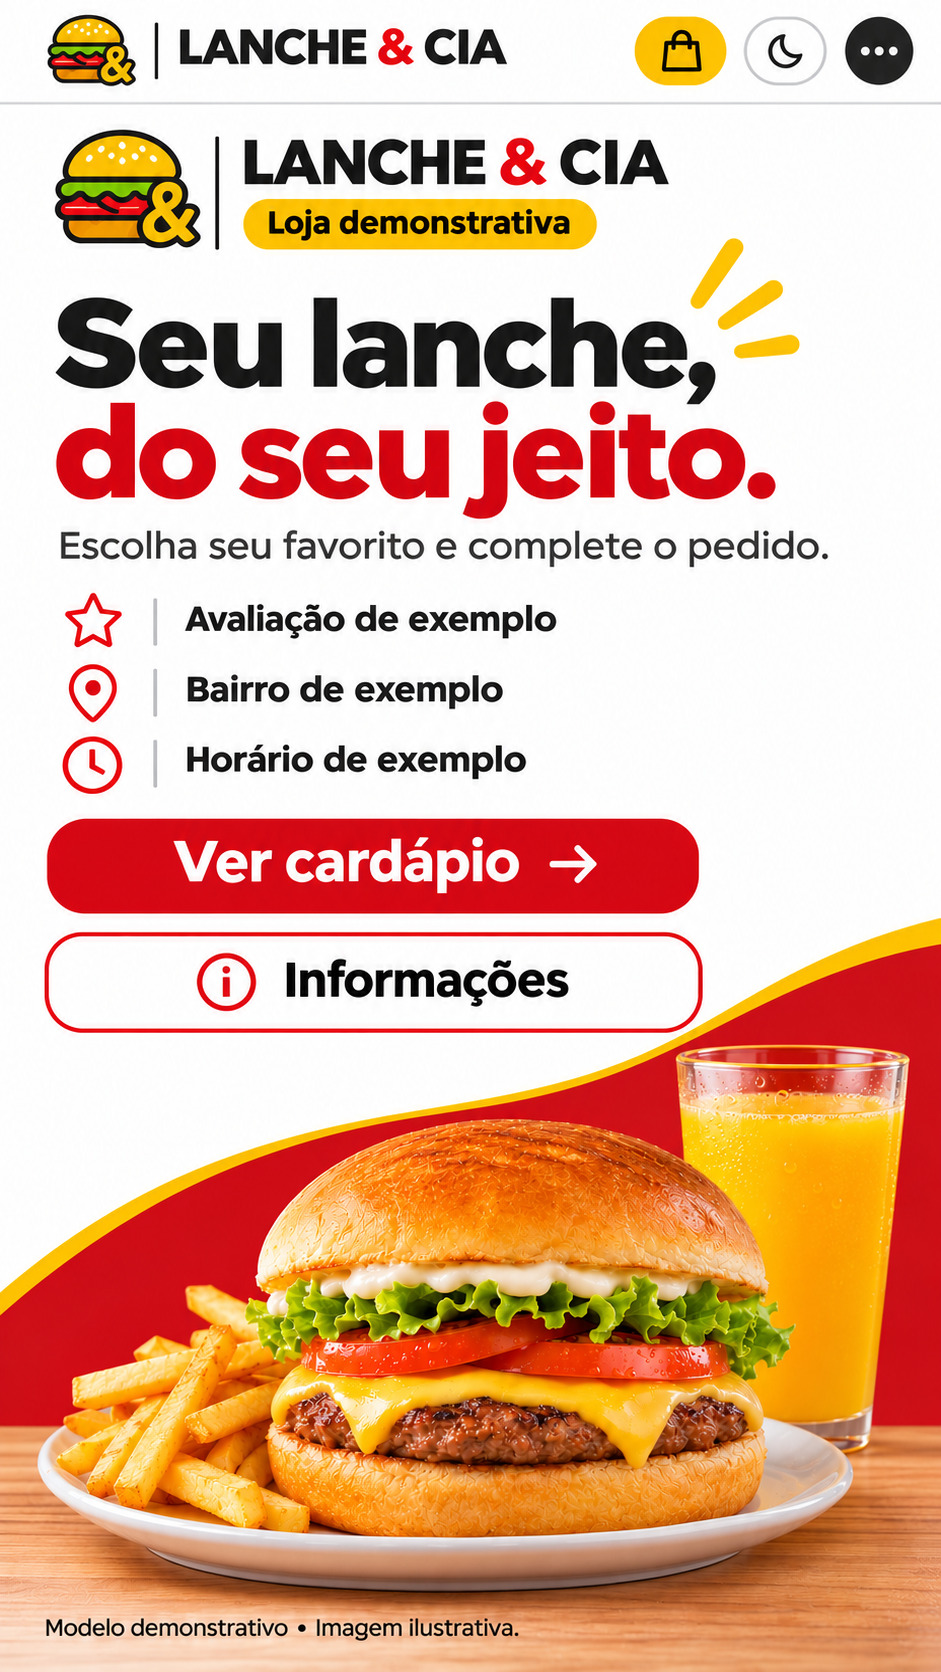 LANCHE & CIA
LANCHE & CIA
Loja demonstrativa
Seu lanche,
do seu jeito.
Escolha seu favorito e complete o pedido.
Avaliação de exemplo
Bairro de exemplo
Horário de exemplo
Ver cardápio →
Informações
Modelo demonstrativo • Imagem ilustrativa.